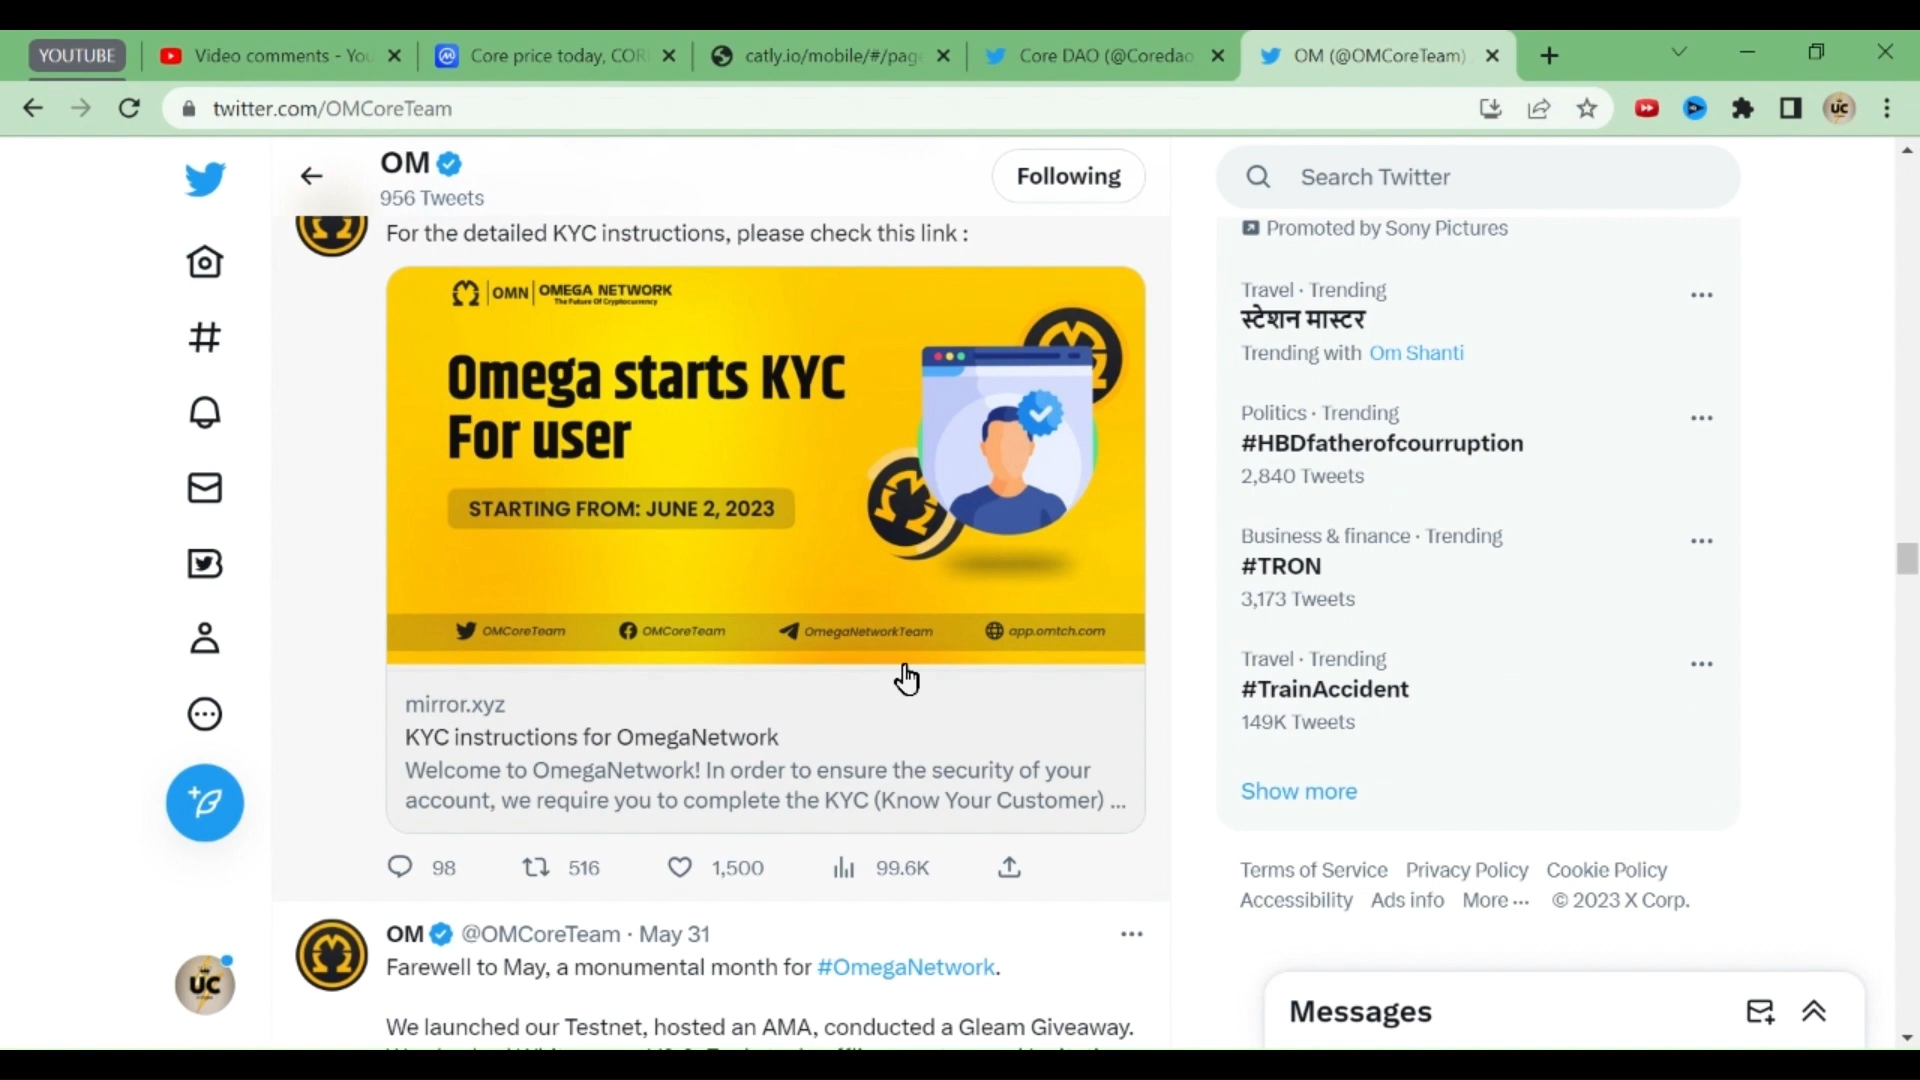 YOUTUBE
Video comments - You
Core price today, COR
catly.io/mobile/#/page
Core DAO (@Coredao
OM (@OMCoreTeam)
twitter.com/OMCoreTeam
UC
OM
956 Tweets
Following
Search Twitter
For the detailed KYC instructions, please check this link :
OMN
OMEGA NETWORK
The Future Of Cryptocurrency
Omega starts KYC
For user
STARTING FROM: JUNE 2, 2023
OMCoreTeam
OMCoreTeam
OmegaNetworkTeam
app.omtch.com
mirror.xyz
KYC instructions for OmegaNetwork
Welcome to OmegaNetwork! In order to ensure the security of your
account, we require you to complete the KYC (Know Your Customer) ...
98
516
1,500
99.6K
OM @OMCoreTeam · May 31
Farewell to May, a monumental month for #OmegaNetwork.
We launched our Testnet, hosted an AMA, conducted a Gleam Giveaway.
Promoted by Sony Pictures
Travel · Trending
स्टेशन मास्टर
Trending with Om Shanti
Politics · Trending
#HBDfatherofcourruption
2,840 Tweets
Business & finance · Trending
#TRON
3,173 Tweets
Travel · Trending
#TrainAccident
149K Tweets
Show more
Terms of Service Privacy Policy Cookie Policy
Accessibility Ads info More ··· © 2023 X Corp.
Messages
UC